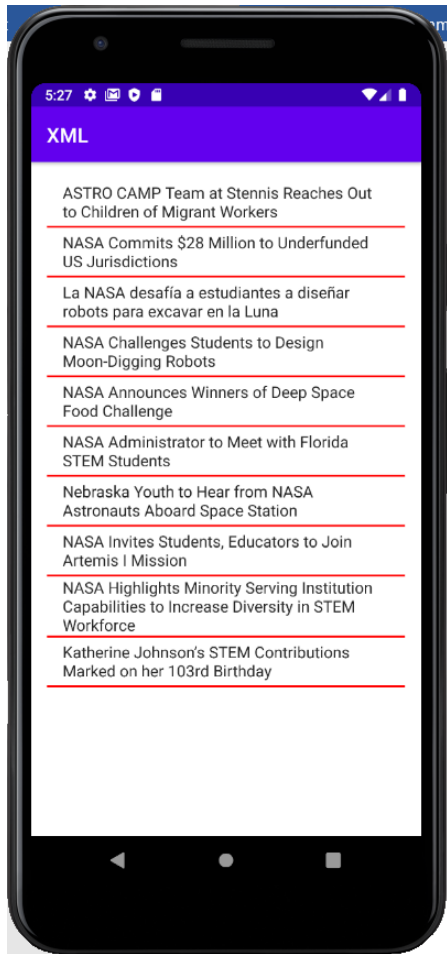 5:27
XML
ASTRO CAMP Team at Stennis Reaches Out
to Children of Migrant Workers
NASA Commits $28 Million to Underfunded
US Jurisdictions
La NASA desafía a estudiantes a diseñar
robots para excavar en la Luna
NASA Challenges Students to Design
Moon-Digging Robots
NASA Announces Winners of Deep Space
Food Challenge
NASA Administrator to Meet with Florida
STEM Students
Nebraska Youth to Hear from NASA
Astronauts Aboard Space Station
NASA Invites Students, Educators to Join
Artemis I Mission
NASA Highlights Minority Serving Institution
Capabilities to Increase Diversity in STEM
Workforce
Katherine Johnson’s STEM Contributions
Marked on her 103rd Birthday